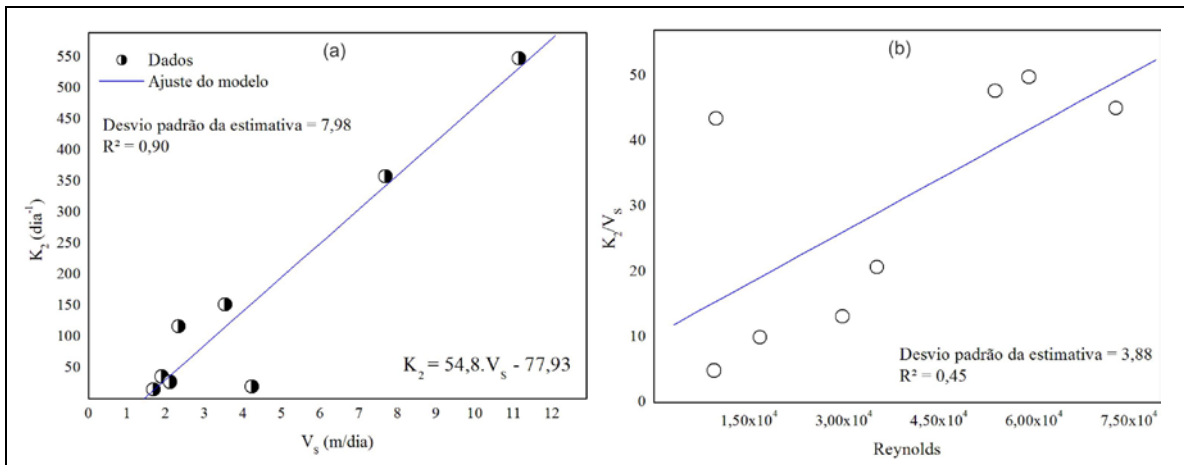 (a)
Dados
Ajuste do modelo
Desvio padrão da estimativa = 7,98
R² = 0,90
K₂ = 54,8.Vₛ - 77,93
K₂ (dia⁻¹)
550
500
450
400
350
300
250
200
150
100
50
0 1 2 3 4 5 6 7 8 9 10 11 12
Vₛ (m/dia)
(b)
K₂/Vₛ
50
40
30
20
10
0
Desvio padrão da estimativa = 3,88
R² = 0,45
1,50x10⁴ 3,00x10⁴ 4,50x10⁴ 6,00x10⁴ 7,50x10⁴
Reynolds